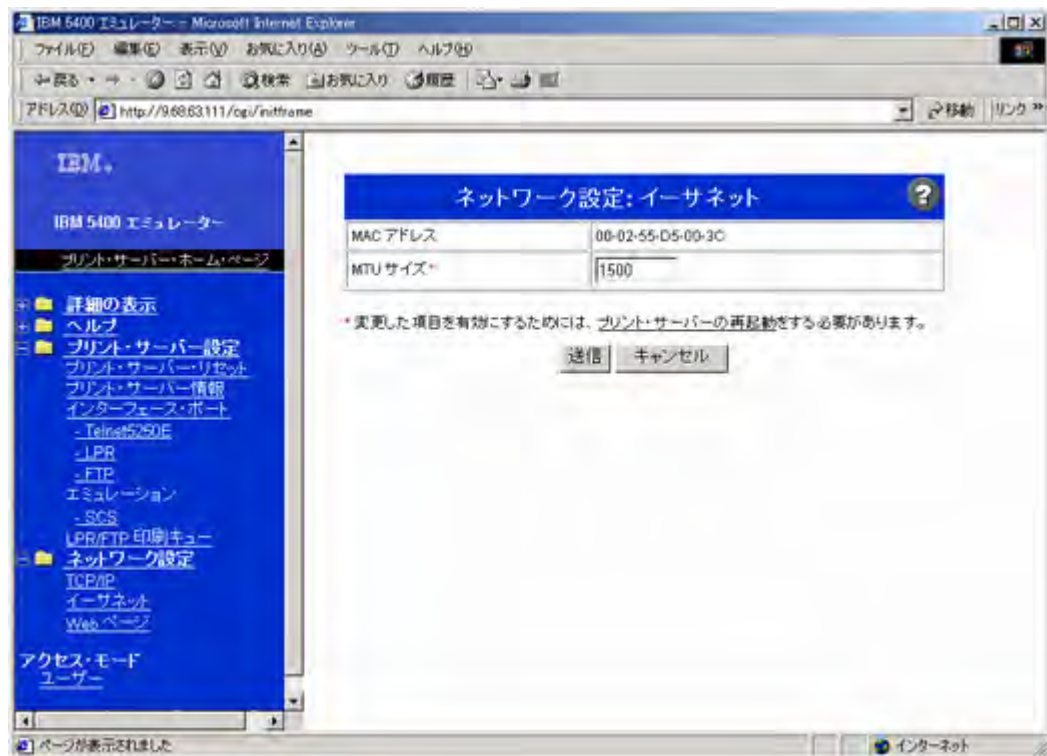 IBM 5400 エミュレーター - Microsoft Internet Explorer
ファイル(F) 編集(E) 表示(V) お気に入り(A) ツール(T) ヘルプ(H)
戻る 検索 お気に入り 履歴
アドレス(D) http://9.68.63.111/cgi/initframe 移動 リンク »
IBM®
IBM 5400 エミュレーター
プリント・サーバー・ホーム・ページ
詳細の表示
ヘルプ
プリント・サーバー設定
プリント・サーバー・リセット
プリント・サーバー情報
インターフェース・ポート
- Telnet5250E
- LPR
- FTP
エミュレーション
- SCS
LPR/FTP 印刷キュー
ネットワーク設定
TCP/IP
イーサネット
Web ページ
アクセス・モード
ユーザー
ネットワーク設定: イーサネット ?
MAC アドレス 00-02-55-D5-00-3C
MTU サイズ* 1500
* 変更した項目を有効にするためには、プリント・サーバーの再起動をする必要があります。
送信 キャンセル
ページが表示されました インターネット